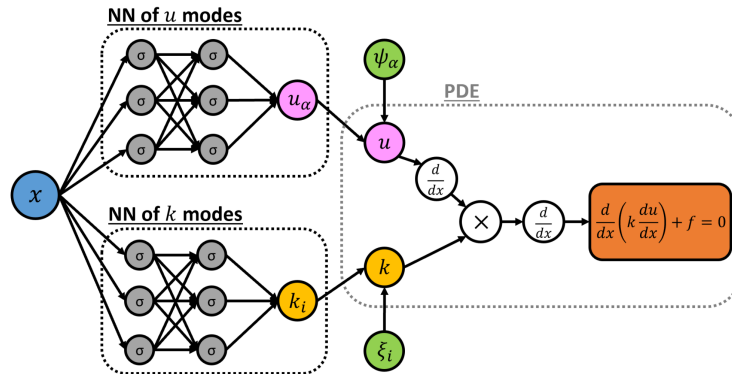 NN of u modes
σ σ
σ σ
σ σ
u_α
ψ_α
PDE
u
d/dx
x
× d/dx d/dx(k du/dx) + f = 0
NN of k modes
σ σ
σ σ
σ σ
k_i
k
ξ_i